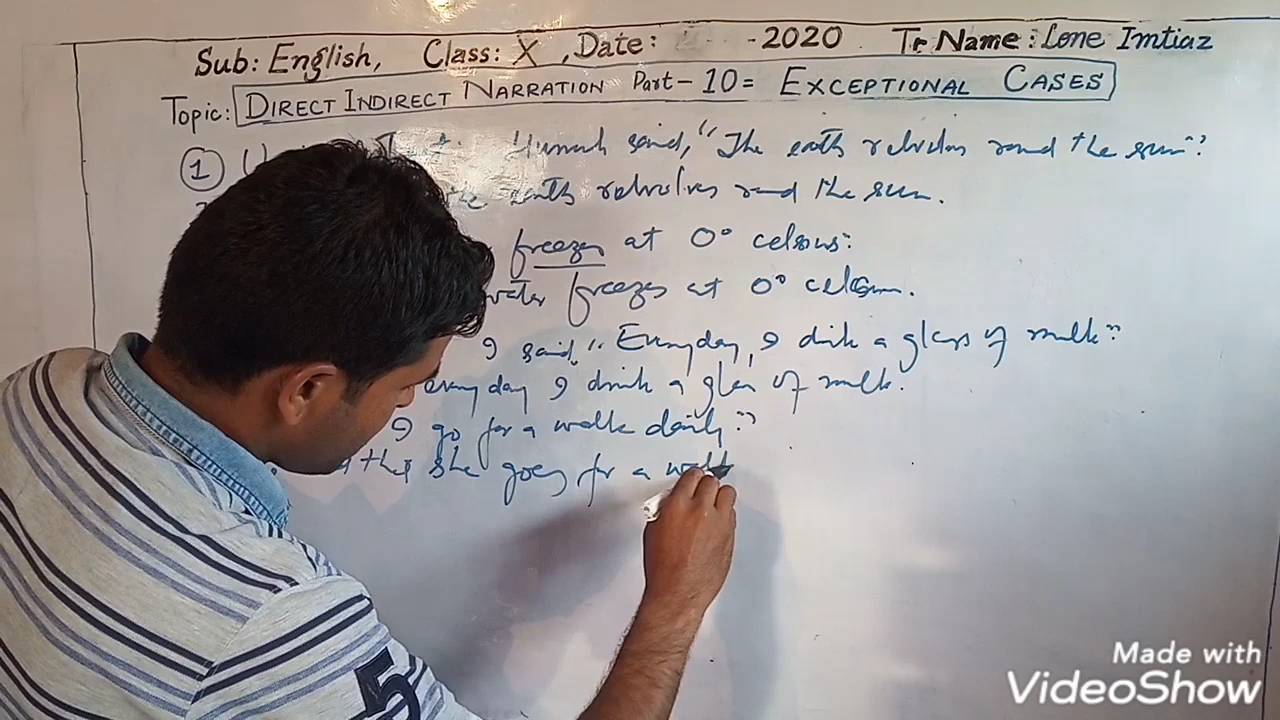 Sub: English, Class: X , Date: -2020 Tr Name: Lone Imtiaz
Topic: DIRECT INDIRECT NARRATION Part - 10 = EXCEPTIONAL CASES
1 said, "The earth revolves round the sun".
the earth revolves round the sun.
freezes at 0° celsius".
water freezes at 0°
I said, "Everyday, I drink a glass of milk"
everyday I drink a glass of milk.
I go for a walk daily"
that she goes for a walk
5
Made with
VideoShow